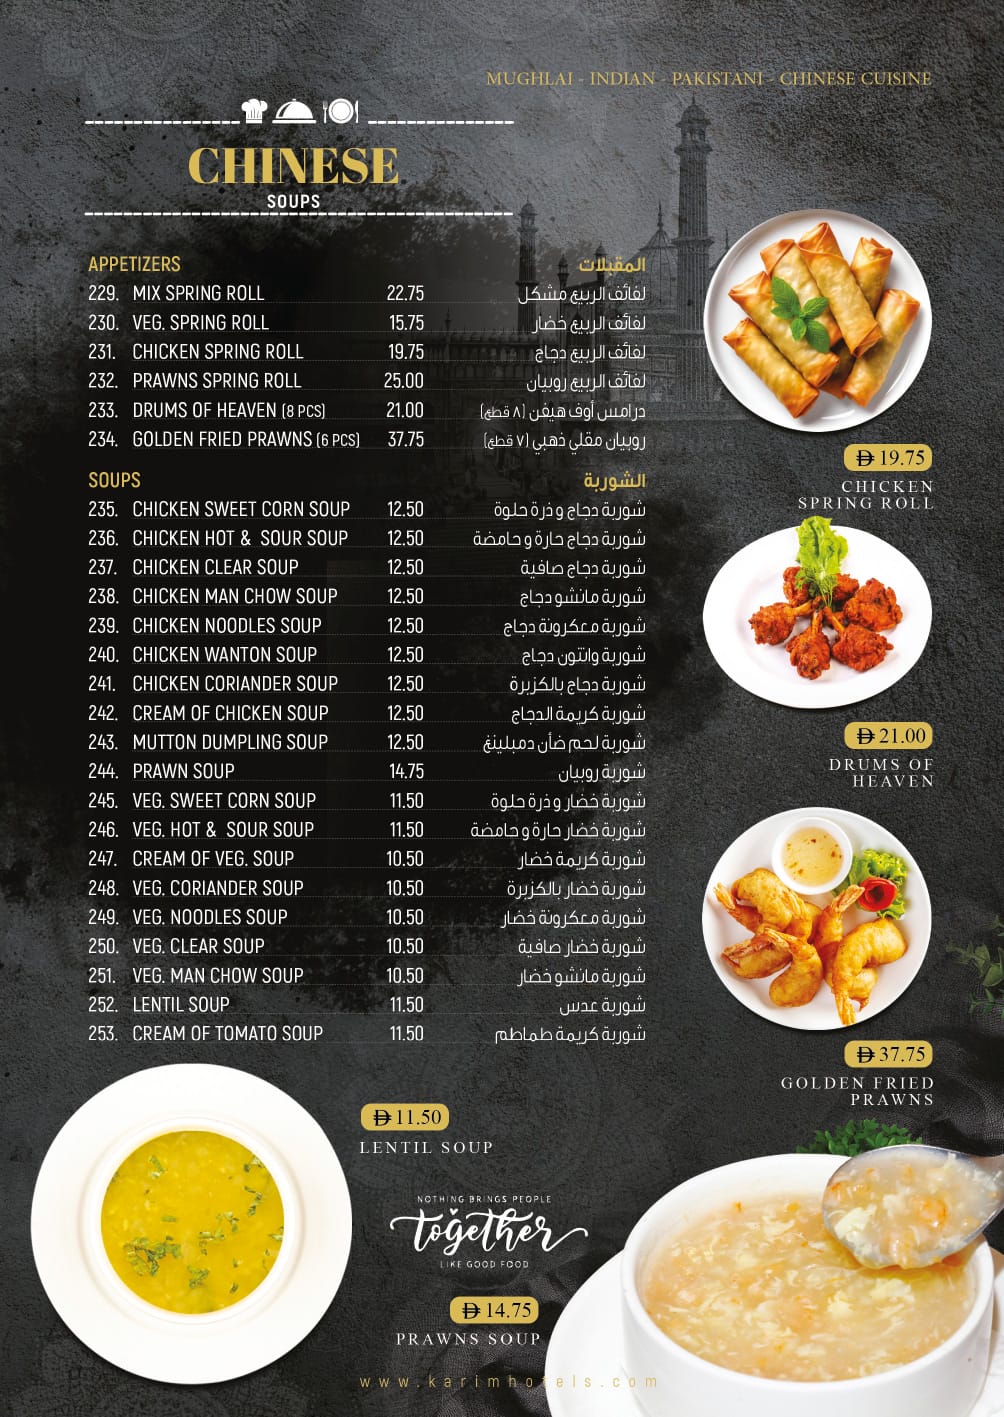 MUGHLAI - INDIAN - PAKISTANI - CHINESE CUISINE
CHINESE
SOUPS
APPETIZERS المقبلات
229. MIX SPRING ROLL 22.75 لفائف الربيع مشكل
230. VEG. SPRING ROLL 15.75 لفائف الربيع خضار
231. CHICKEN SPRING ROLL 19.75 لفائف الربيع دجاج
232. PRAWNS SPRING ROLL 25.00 لفائف الربيع روبيان
233. DRUMS OF HEAVEN (8 PCS) 21.00 درامس أوف هيفن (٨ قطع)
234. GOLDEN FRIED PRAWNS (6 PCS) 37.75 روبيان مقلي ذهبي (٧ قطع)
SOUPS الشوربة
235. CHICKEN SWEET CORN SOUP 12.50 شوربة دجاج و ذرة حلوة
236. CHICKEN HOT & SOUR SOUP 12.50 شوربة دجاج حارة و حامضة
237. CHICKEN CLEAR SOUP 12.50 شوربة دجاج صافية
238. CHICKEN MAN CHOW SOUP 12.50 شوربة مانشو دجاج
239. CHICKEN NOODLES SOUP 12.50 شوربة معكرونة دجاج
240. CHICKEN WANTON SOUP 12.50 شوربة وانتون دجاج
241. CHICKEN CORIANDER SOUP 12.50 شوربة دجاج بالكزبرة
242. CREAM OF CHICKEN SOUP 12.50 شوربة كريمة الدجاج
243. MUTTON DUMPLING SOUP 12.50 شوربة لحم ضأن دمبلينغ
244. PRAWN SOUP 14.75 شوربة روبيان
245. VEG. SWEET CORN SOUP 11.50 شوربة خضار و ذرة حلوة
246. VEG. HOT & SOUR SOUP 11.50 شوربة خضار حارة و حامضة
247. CREAM OF VEG. SOUP 10.50 شوربة كريمة خضار
248. VEG. CORIANDER SOUP 10.50 شوربة خضار بالكزبرة
249. VEG. NOODLES SOUP 10.50 شوربة معكرونة خضار
250. VEG. CLEAR SOUP 10.50 شوربة خضار صافية
251. VEG. MAN CHOW SOUP 10.50 شوربة مانشو خضار
252. LENTIL SOUP 11.50 شوربة عدس
253. CREAM OF TOMATO SOUP 11.50 شوربة كريمة طماطم
19.75
CHICKEN
SPRING ROLL
21.00
DRUMS OF
HEAVEN
37.75
GOLDEN FRIED
PRAWNS
11.50
LENTIL SOUP
NOTHING BRINGS PEOPLE
together
LIKE GOOD FOOD
14.75
PRAWNS SOUP
www.karimhotels.com